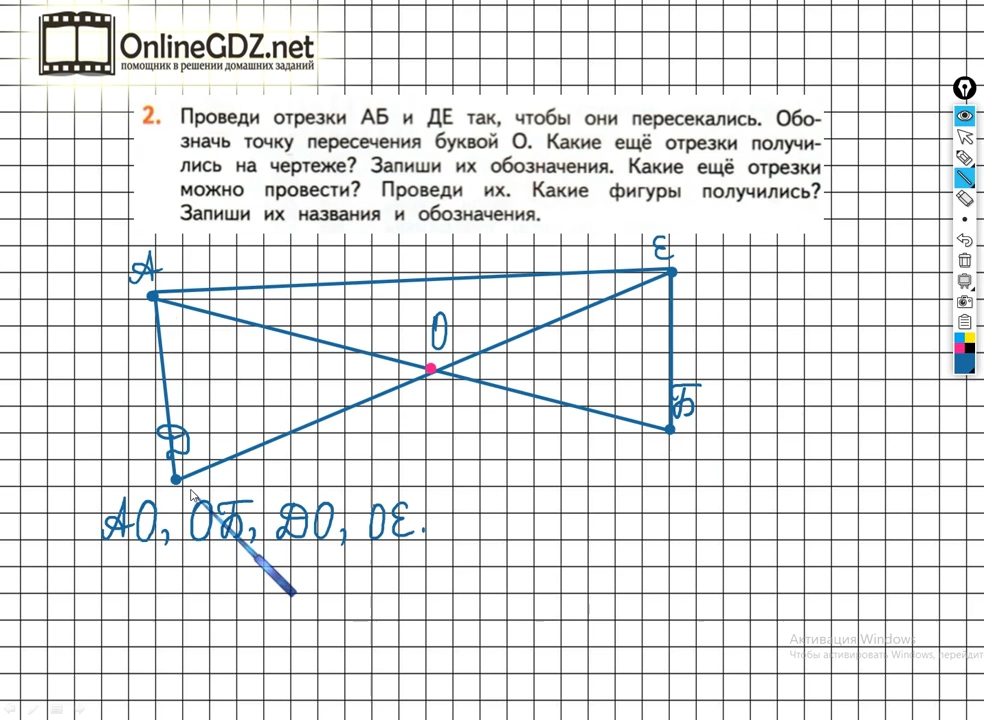 OnlineGDZ.net
помощник в решении домашних заданий
2. Проведи отрезки АБ и ДЕ так, чтобы они пересекались. Обо-
значь точку пересечения буквой О. Какие ещё отрезки получи-
лись на чертеже? Запиши их обозначения. Какие ещё отрезки
можно провести? Проведи их. Какие фигуры получились?
Запиши их названия и обозначения.
А
Е
О
Б
Д
АО, ОБ, ДО, ОЕ.
Активация Windows
Чтобы активировать Windows, перейдит